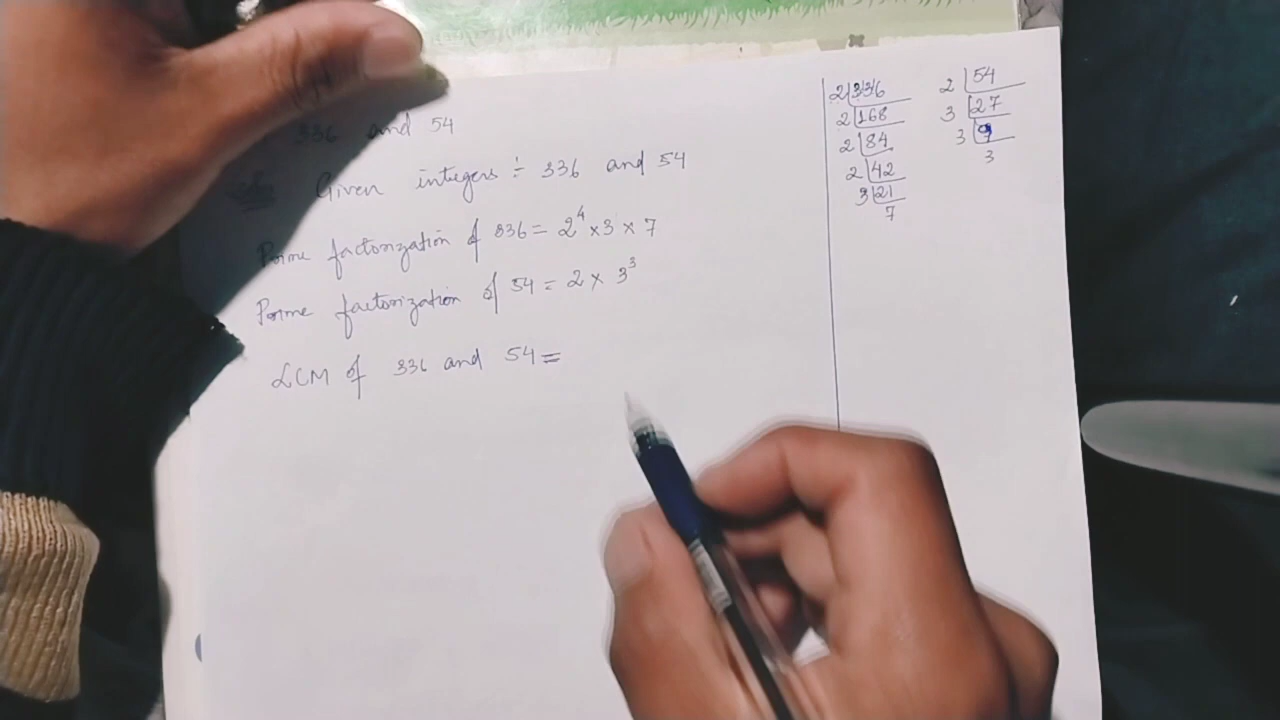 336 and 54
Given integers ÷ 336 and 54
Prime factorization of 336 = 2⁴ × 3 × 7
Prime factorization of 54 = 2 × 3³
LCM of 336 and 54 =
2 336
2 168
2 84
2 42
3 21
7
2 54
3 27
3 9
3